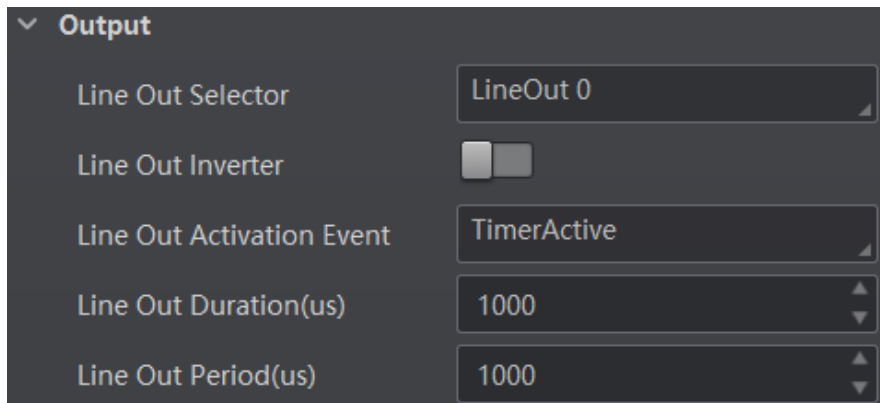 Output
Line Out Selector LineOut 0
Line Out Inverter
Line Out Activation Event TimerActive
Line Out Duration(us) 1000
Line Out Period(us) 1000